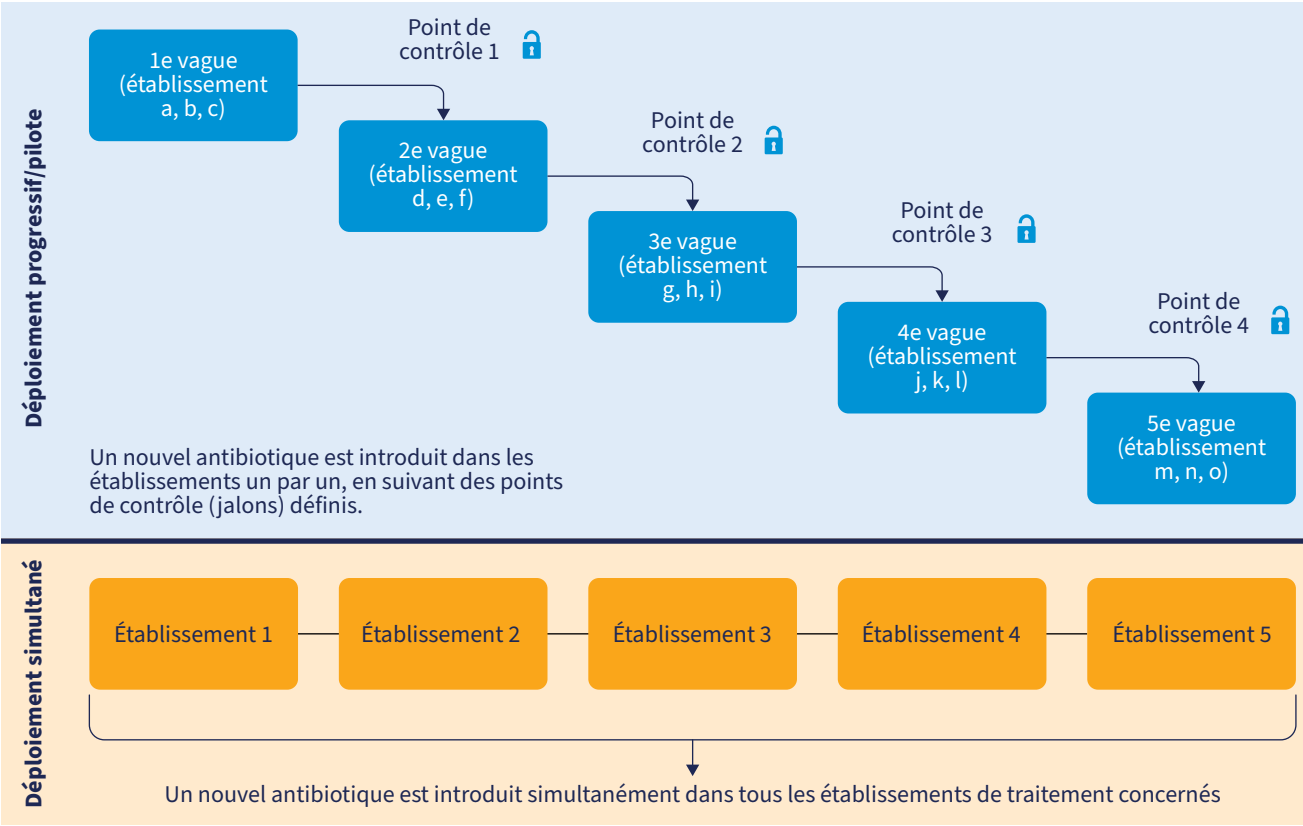 Déploiement progressif/pilote
1e vague
(établissement
a, b, c)
Point de
contrôle 1
2e vague
(établissement
d, e, f)
Point de
contrôle 2
3e vague
(établissement
g, h, i)
Point de
contrôle 3
4e vague
(établissement
j, k, l)
Point de
contrôle 4
5e vague
(établissement
m, n, o)
Un nouvel antibiotique est introduit dans les
établissements un par un, en suivant des points
de contrôle (jalons) définis.
Déploiement simultané
Établissement 1
Établissement 2
Établissement 3
Établissement 4
Établissement 5
Un nouvel antibiotique est introduit simultanément dans tous les établissements de traitement concernés